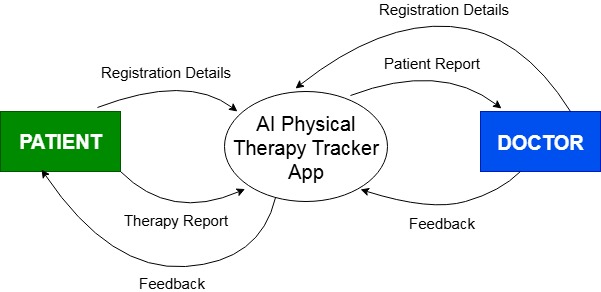 Registration Details
Registration Details
Patient Report
PATIENT
AI Physical
Therapy Tracker
App
DOCTOR
Therapy Report
Feedback
Feedback